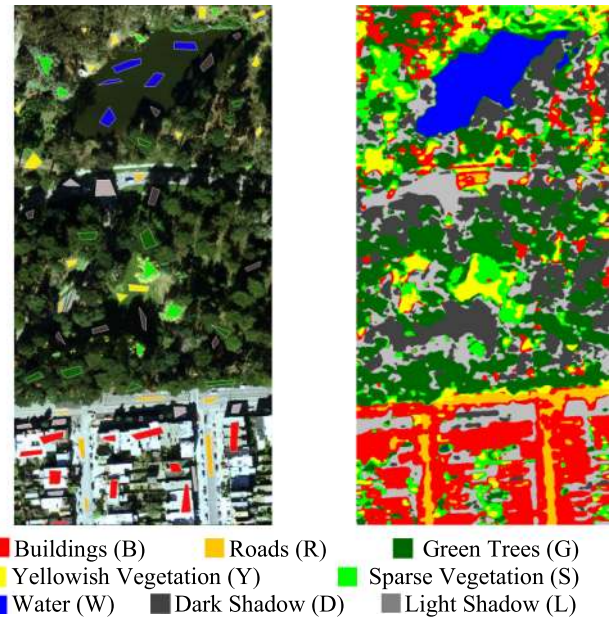 Buildings (B) Roads (R) Green Trees (G)
Yellowish Vegetation (Y) Sparse Vegetation (S)
Water (W) Dark Shadow (D) Light Shadow (L)